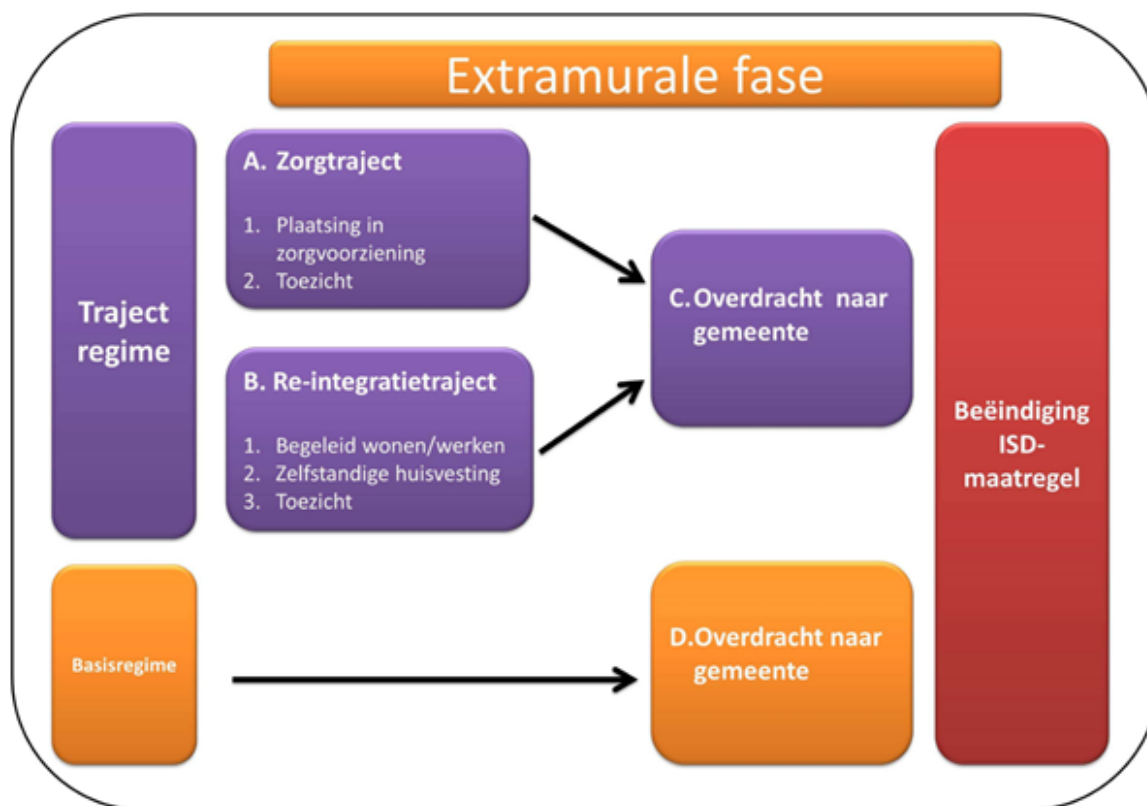 Extramurale fase
Traject
regime
A. Zorgtraject
1. Plaatsing in
zorgvoorziening
2. Toezicht
B. Re-integratietraject
1. Begeleid wonen/werken
2. Zelfstandige huisvesting
3. Toezicht
C. Overdracht naar
gemeente
Basisregime
D. Overdracht naar
gemeente
Beëindiging
ISD-
maatregel